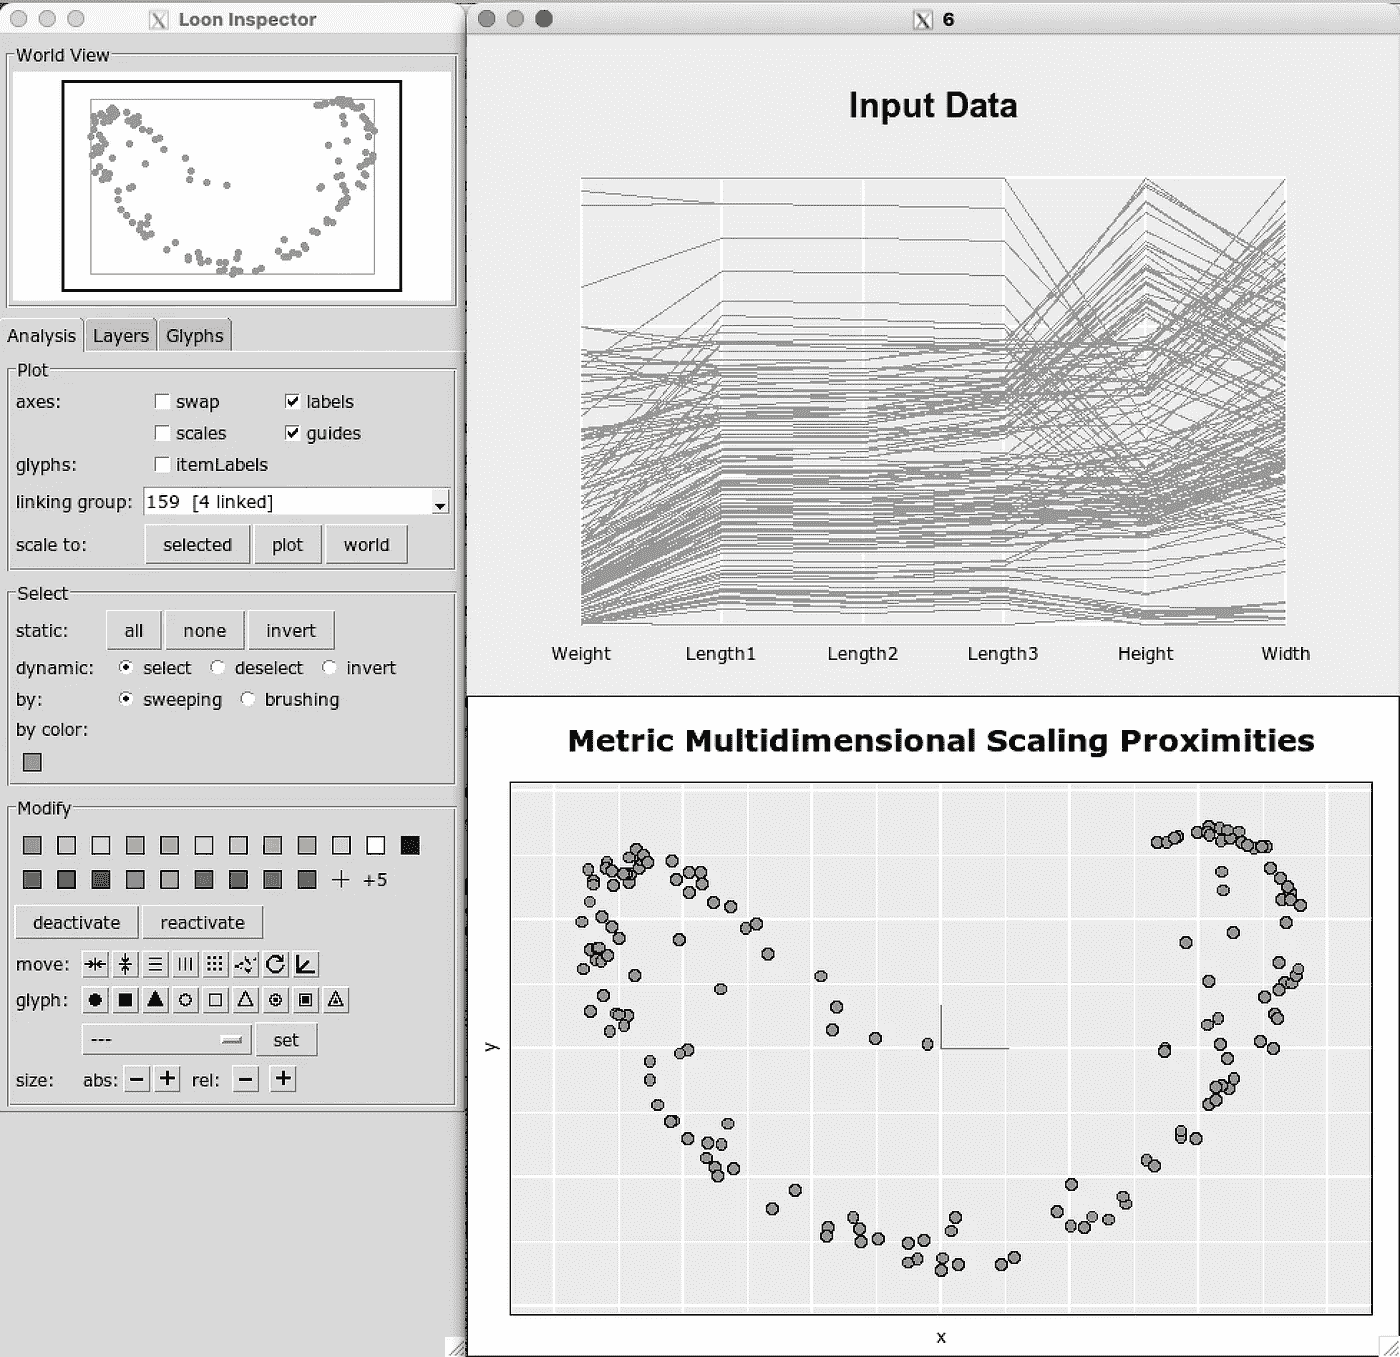 Loon Inspector
World View
Analysis Layers Glyphs
Plot
axes: swap labels
scales guides
glyphs: itemLabels
linking group: 159 [4 linked]
scale to: selected plot world
Select
static: all none invert
dynamic: select deselect invert
by: sweeping brushing
by color:
Modify
+5
deactivate reactivate
move:
glyph:
--- set
size: abs: − + rel: − +
6
Input Data
Weight Length1 Length2 Length3 Height Width
Metric Multidimensional Scaling Proximities
y
x